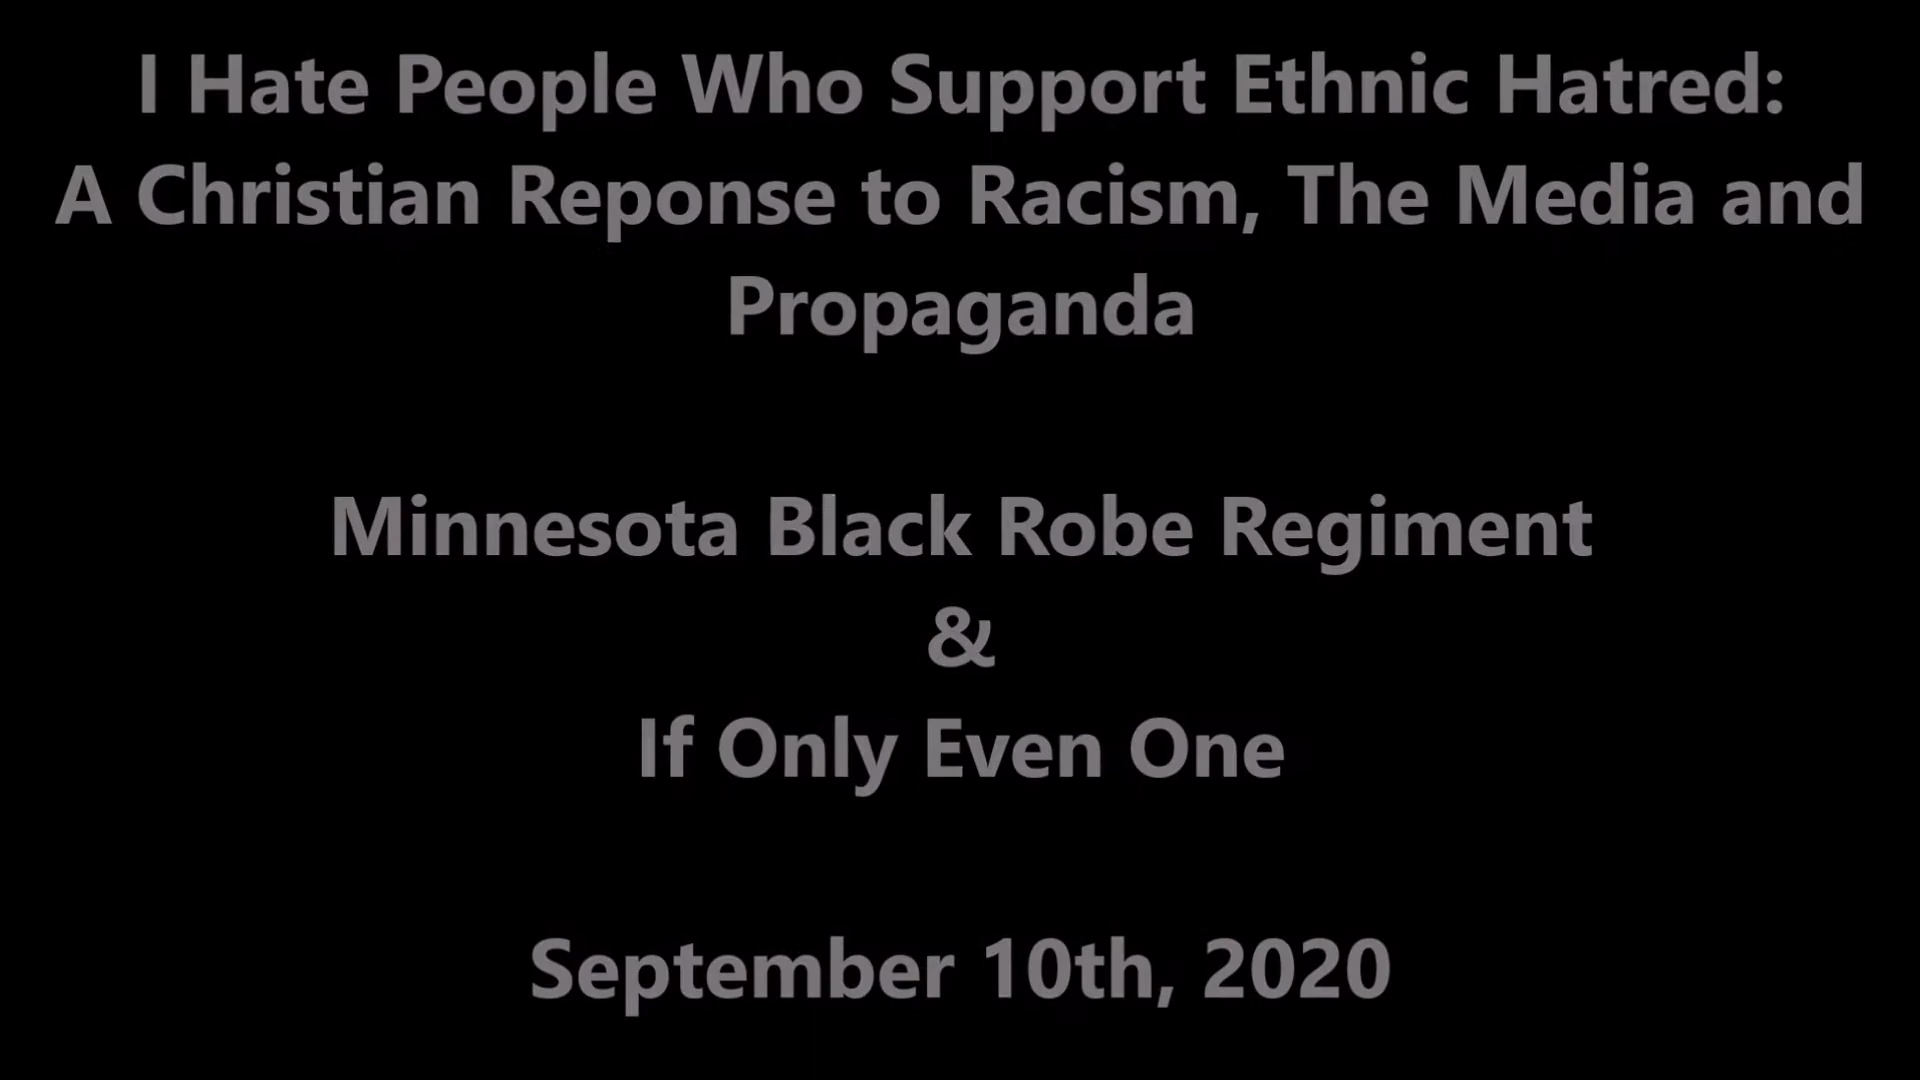 I Hate People Who Support Ethnic Hatred:
A Christian Reponse to Racism, The Media and
Propaganda
Minnesota Black Robe Regiment
&
If Only Even One
September 10th, 2020